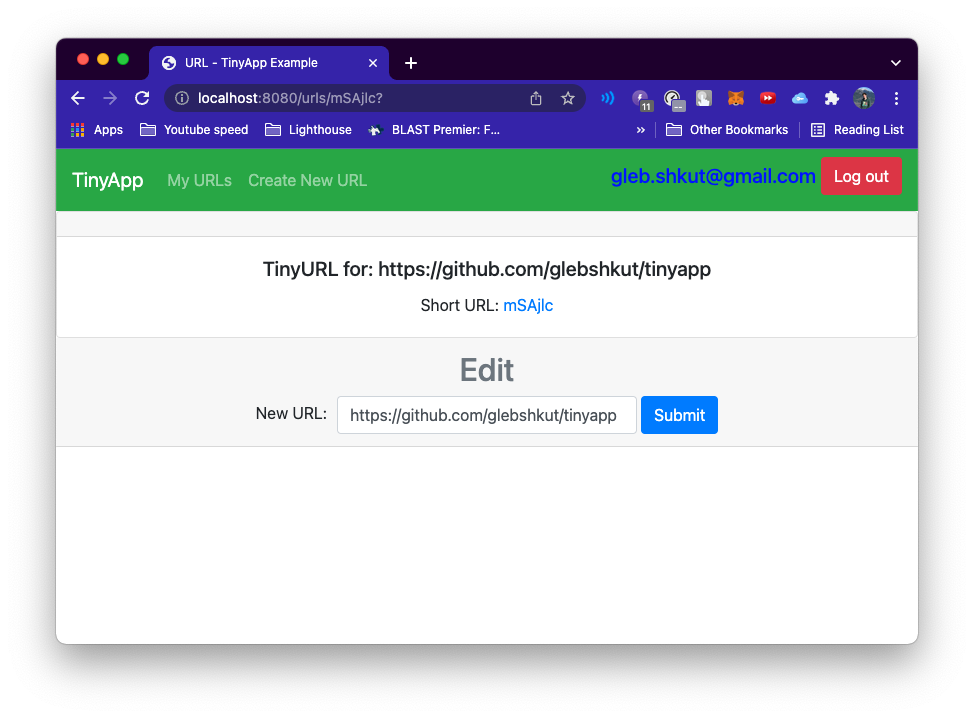 URL - TinyApp Example
localhost:8080/urls/mSAjlc?
11
Apps Youtube speed Lighthouse BLAST Premier: F... » Other Bookmarks Reading List
TinyApp My URLs Create New URL gleb.shkut@gmail.com Log out
TinyURL for: https://github.com/glebshkut/tinyapp
Short URL: mSAjlc
Edit
New URL: https://github.com/glebshkut/tinyapp Submit